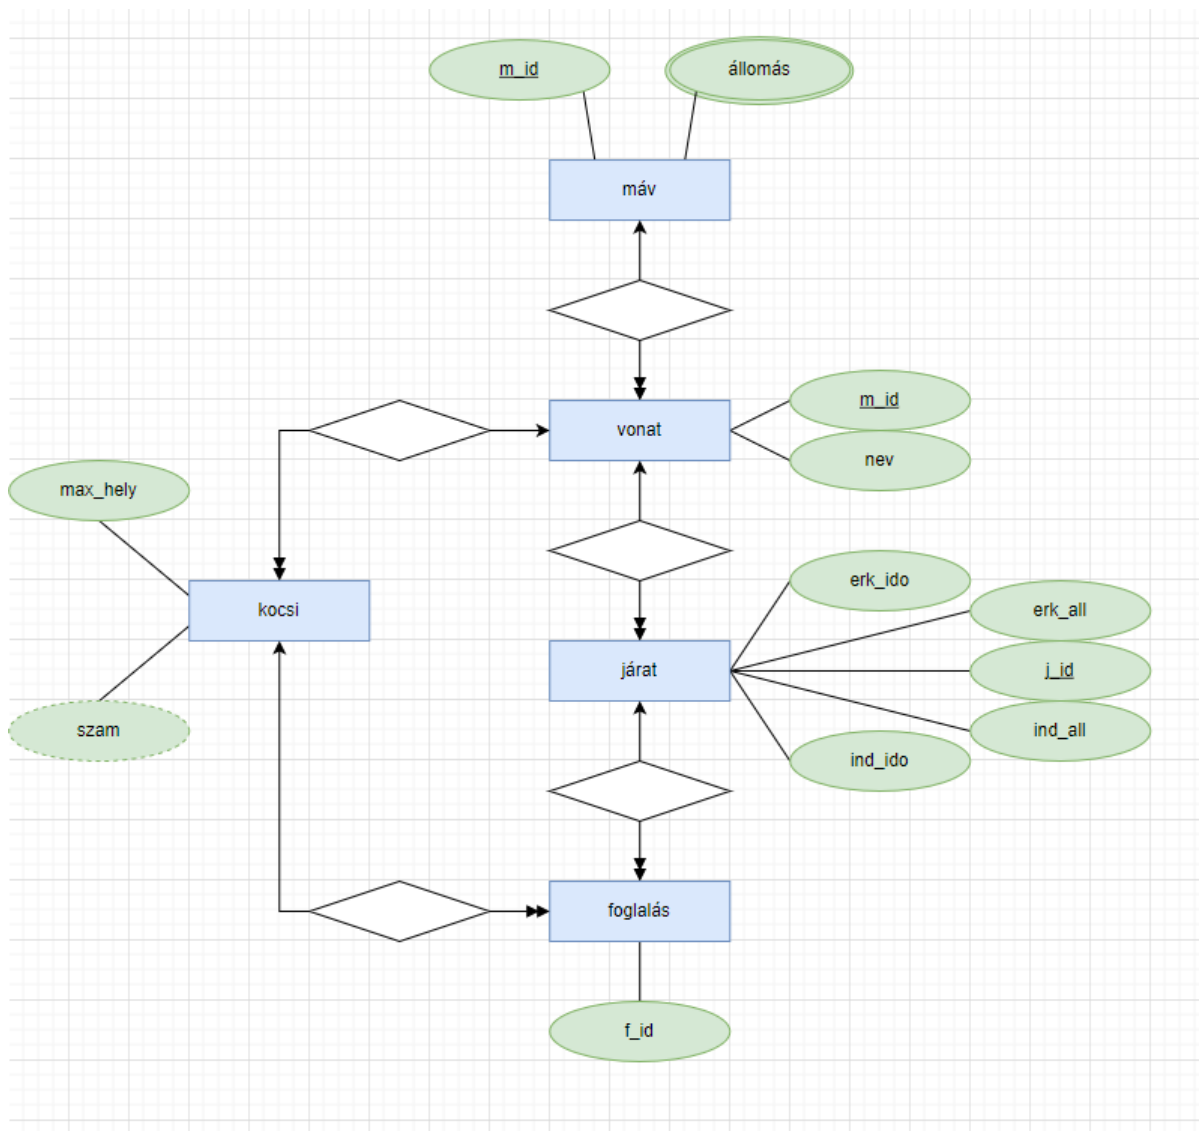 m_id
állomás
máv
m_id
vonat
nev
max_hely
erk_ido
kocsi
erk_all
járat
j_id
szam
ind_all
ind_ido
foglalás
f_id